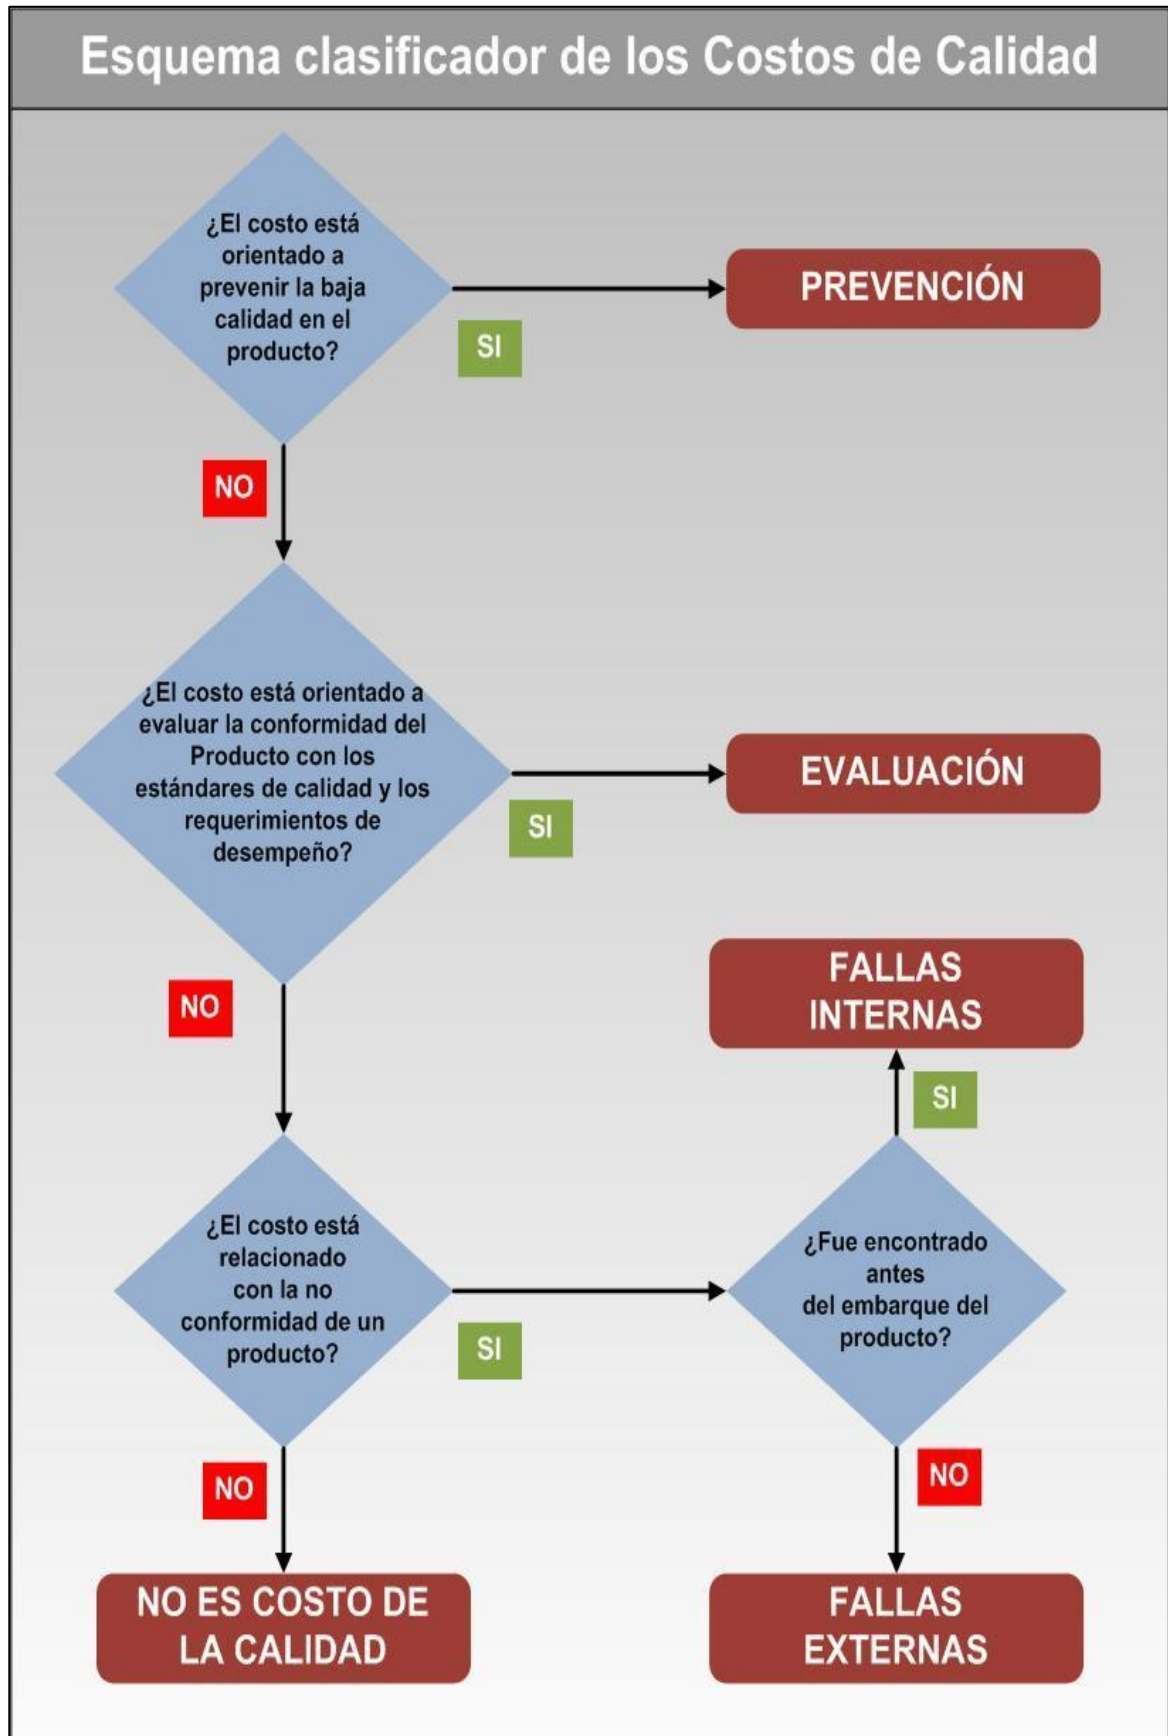 Esquema clasificador de los Costos de Calidad
¿El costo está
orientado a
prevenir la baja
calidad en el
producto?
SI
PREVENCIÓN
NO
¿El costo está orientado a
evaluar la conformidad del
Producto con los
estándares de calidad y los
requerimientos de
desempeño?
SI
EVALUACIÓN
NO
FALLAS
INTERNAS
SI
¿El costo está
relacionado
con la no
conformidad de un
producto?
SI
¿Fue encontrado
antes
del embarque del
producto?
NO
NO
NO ES COSTO DE
LA CALIDAD
FALLAS
EXTERNAS